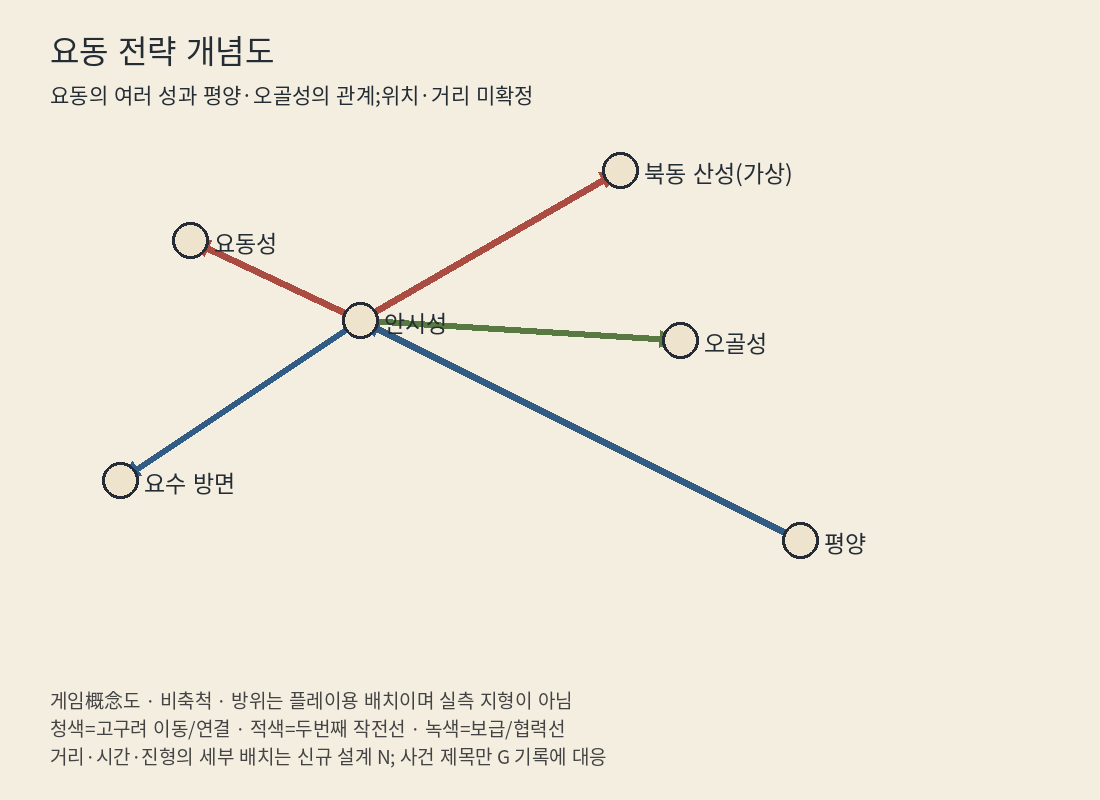 요동 전략 개념도
요동의 여러 성과 평양·오골성의 관계;위치·거리 미확정
북동 산성(가상)
요동성
안시성
오골성
요수 방면
평양
게임槪念도 · 비축척 · 방위는 플레이용 배치이며 실측 지형이 아님
청색=고구려 이동/연결 · 적색=두번째 작전선 · 녹색=보급/협력선
거리·시간·진형의 세부 배치는 신규 설계 N; 사건 제목만 G 기록에 대응